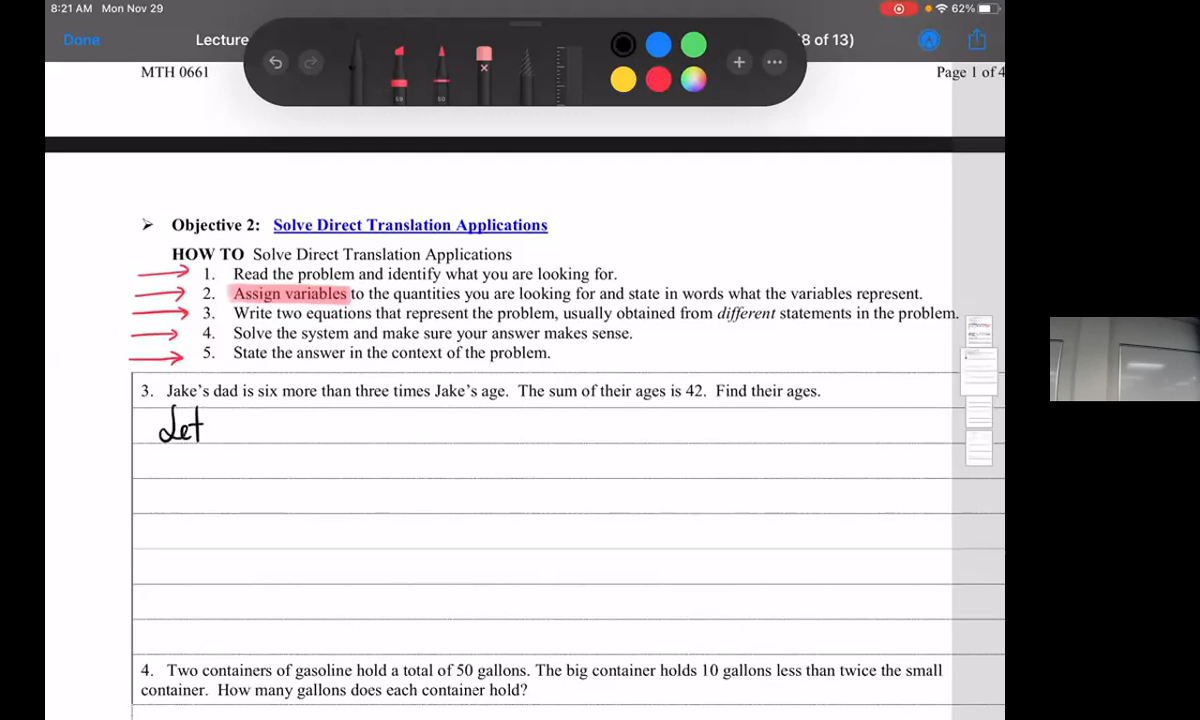 8:21 AM Mon Nov 29
62%
Done
Lecture
8 of 13)
MTH 0661
Page 1 of 4
➢ Objective 2: Solve Direct Translation Applications
HOW TO Solve Direct Translation Applications
1. Read the problem and identify what you are looking for.
2. Assign variables to the quantities you are looking for and state in words what the variables represent.
3. Write two equations that represent the problem, usually obtained from different statements in the problem.
4. Solve the system and make sure your answer makes sense.
5. State the answer in the context of the problem.
3. Jake's dad is six more than three times Jake's age. The sum of their ages is 42. Find their ages.
Let
4. Two containers of gasoline hold a total of 50 gallons. The big container holds 10 gallons less than twice the small
container. How many gallons does each container hold?